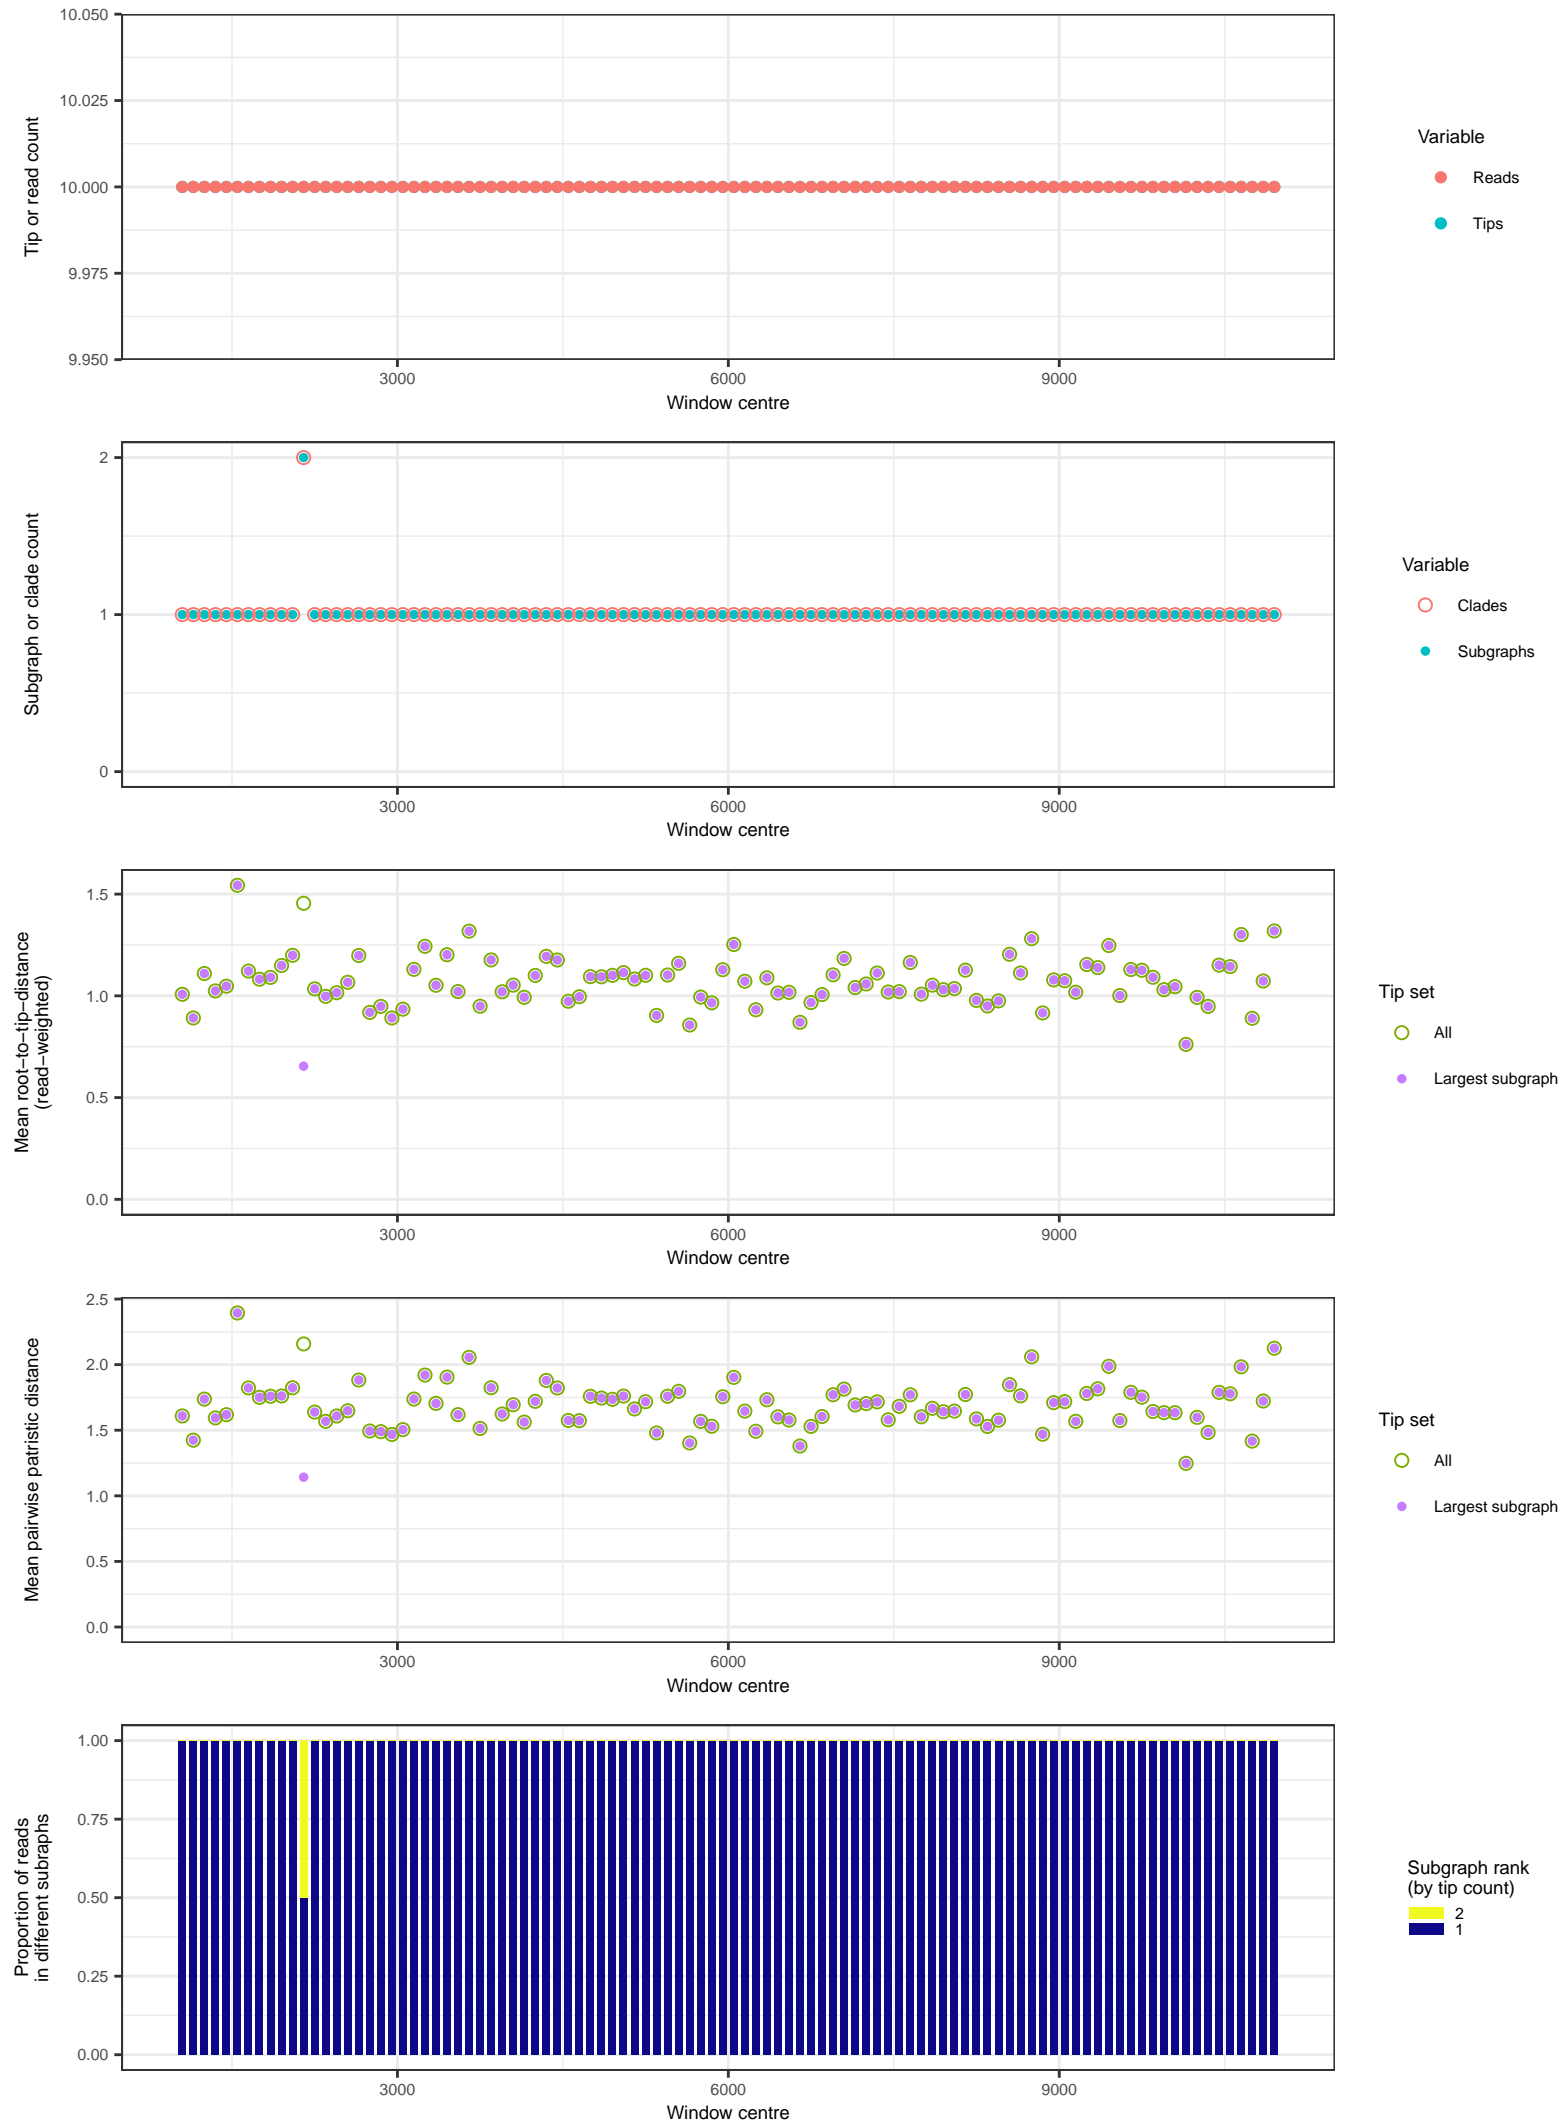 10.050
10.025
10.000
9.975
9.950
Tip or read count
3000 6000 9000
Window centre
Variable
Reads
Tips
2
1
0
Subgraph or clade count
3000 6000 9000
Window centre
Variable
Clades
Subgraphs
1.5
1.0
0.5
0.0
Mean root−to−tip−distance
(read−weighted)
3000 6000 9000
Window centre
Tip set
All
Largest subgraph
2.5
2.0
1.5
1.0
0.5
0.0
Mean pairwise patristic distance
3000 6000 9000
Window centre
Tip set
All
Largest subgraph
1.00
0.75
0.50
0.25
0.00
Proportion of reads
in different subraphs
3000 6000 9000
Window centre
Subgraph rank
(by tip count)
2
1